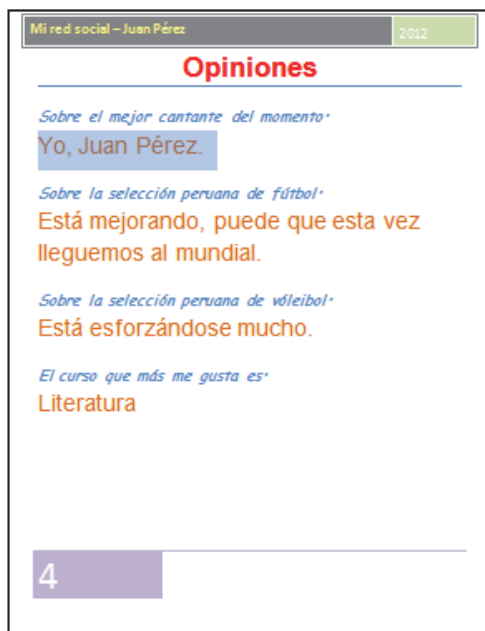 Mi red social – Juan Pérez 2012
Opiniones
Sobre el mejor cantante del momento:
Yo, Juan Pérez.
Sobre la selección peruana de fútbol:
Está mejorando, puede que esta vez
lleguemos al mundial.
Sobre la selección peruana de vóleibol:
Está esforzándose mucho.
El curso que más me gusta es:
Literatura
4